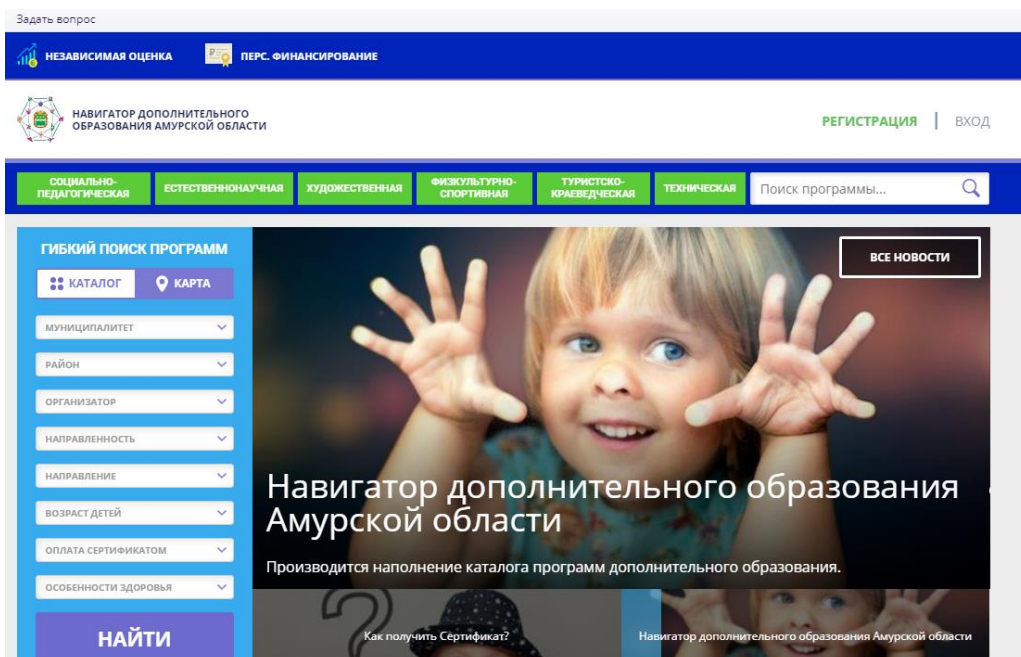 Задать вопрос
НЕЗАВИСИМАЯ ОЦЕНКА
ПЕРС. ФИНАНСИРОВАНИЕ
НАВИГАТОР ДОПОЛНИТЕЛЬНОГО
ОБРАЗОВАНИЯ АМУРСКОЙ ОБЛАСТИ
РЕГИСТРАЦИЯ | ВХОД
СОЦИАЛЬНО-
ПЕДАГОГИЧЕСКАЯ
ЕСТЕСТВЕННОНАУЧНАЯ
ХУДОЖЕСТВЕННАЯ
ФИЗКУЛЬТУРНО-
СПОРТИВНАЯ
ТУРИСТСКО-
КРАЕВЕДЧЕСКАЯ
ТЕХНИЧЕСКАЯ
Поиск программы...
ГИБКИЙ ПОИСК ПРОГРАММ
КАТАЛОГ
КАРТА
МУНИЦИПАЛИТЕТ
РАЙОН
ОРГАНИЗАТОР
НАПРАВЛЕННОСТЬ
НАПРАВЛЕНИЕ
ВОЗРАСТ ДЕТЕЙ
ОПЛАТА СЕРТИФИКАТОМ
ОСОБЕННОСТИ ЗДОРОВЬЯ
НАЙТИ
ВСЕ НОВОСТИ
Навигатор дополнительного образования
Амурской области
Производится наполнение каталога программ дополнительного образования.
Как получить Сертификат?
Навигатор дополнительного образования Амурской области